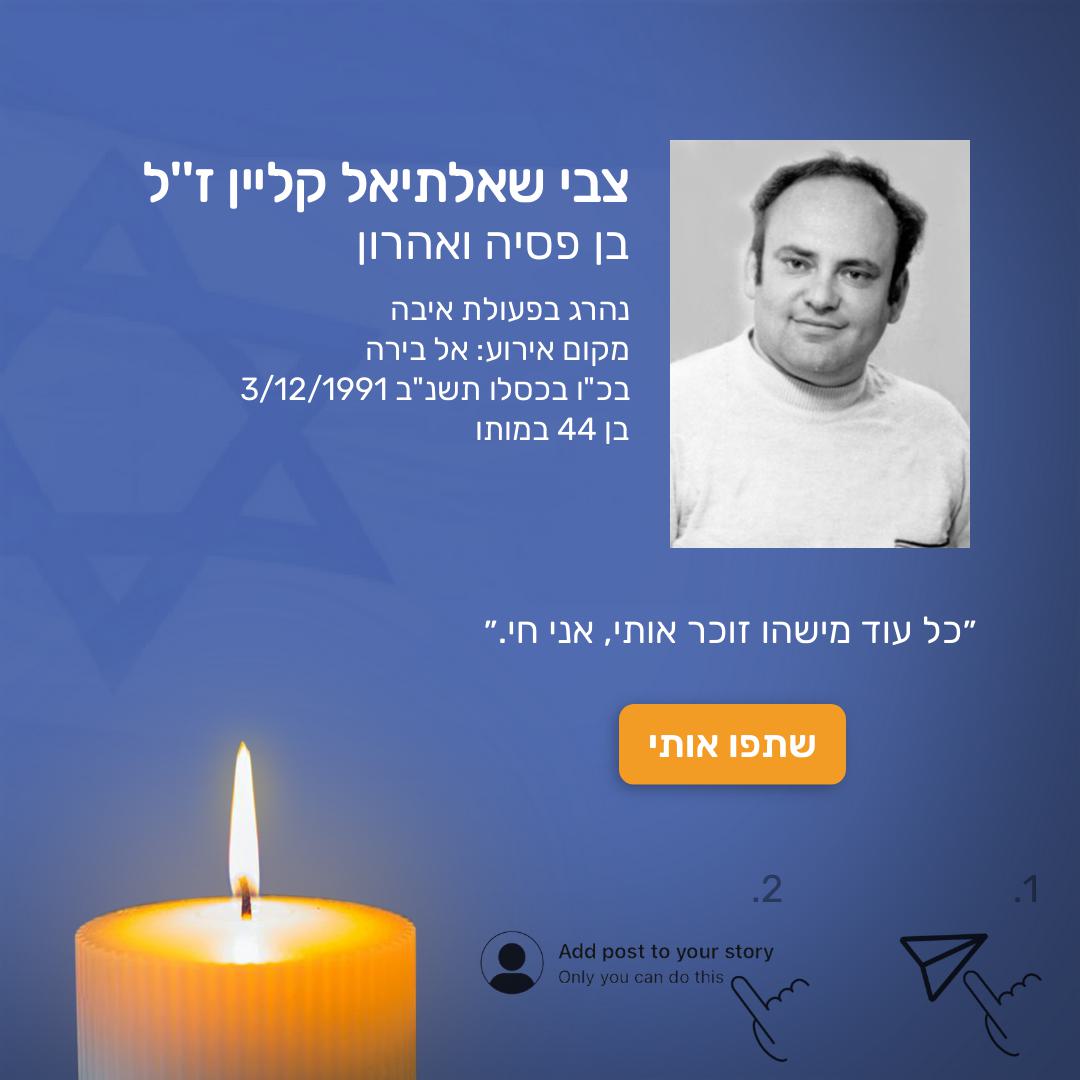 צבי שאלתיאל קליין ז"ל
בן פסיה ואהרון
נהרג בפעולת איבה
מקום אירוע: אל בירה
בכ"ו בכסלו תשנ"ב 3/12/1991
בן 44 במותו
״כל עוד מישהו זוכר אותי, אני חי.״
שתפו אותי
1.
2.
Add post to your story
Only you can do this